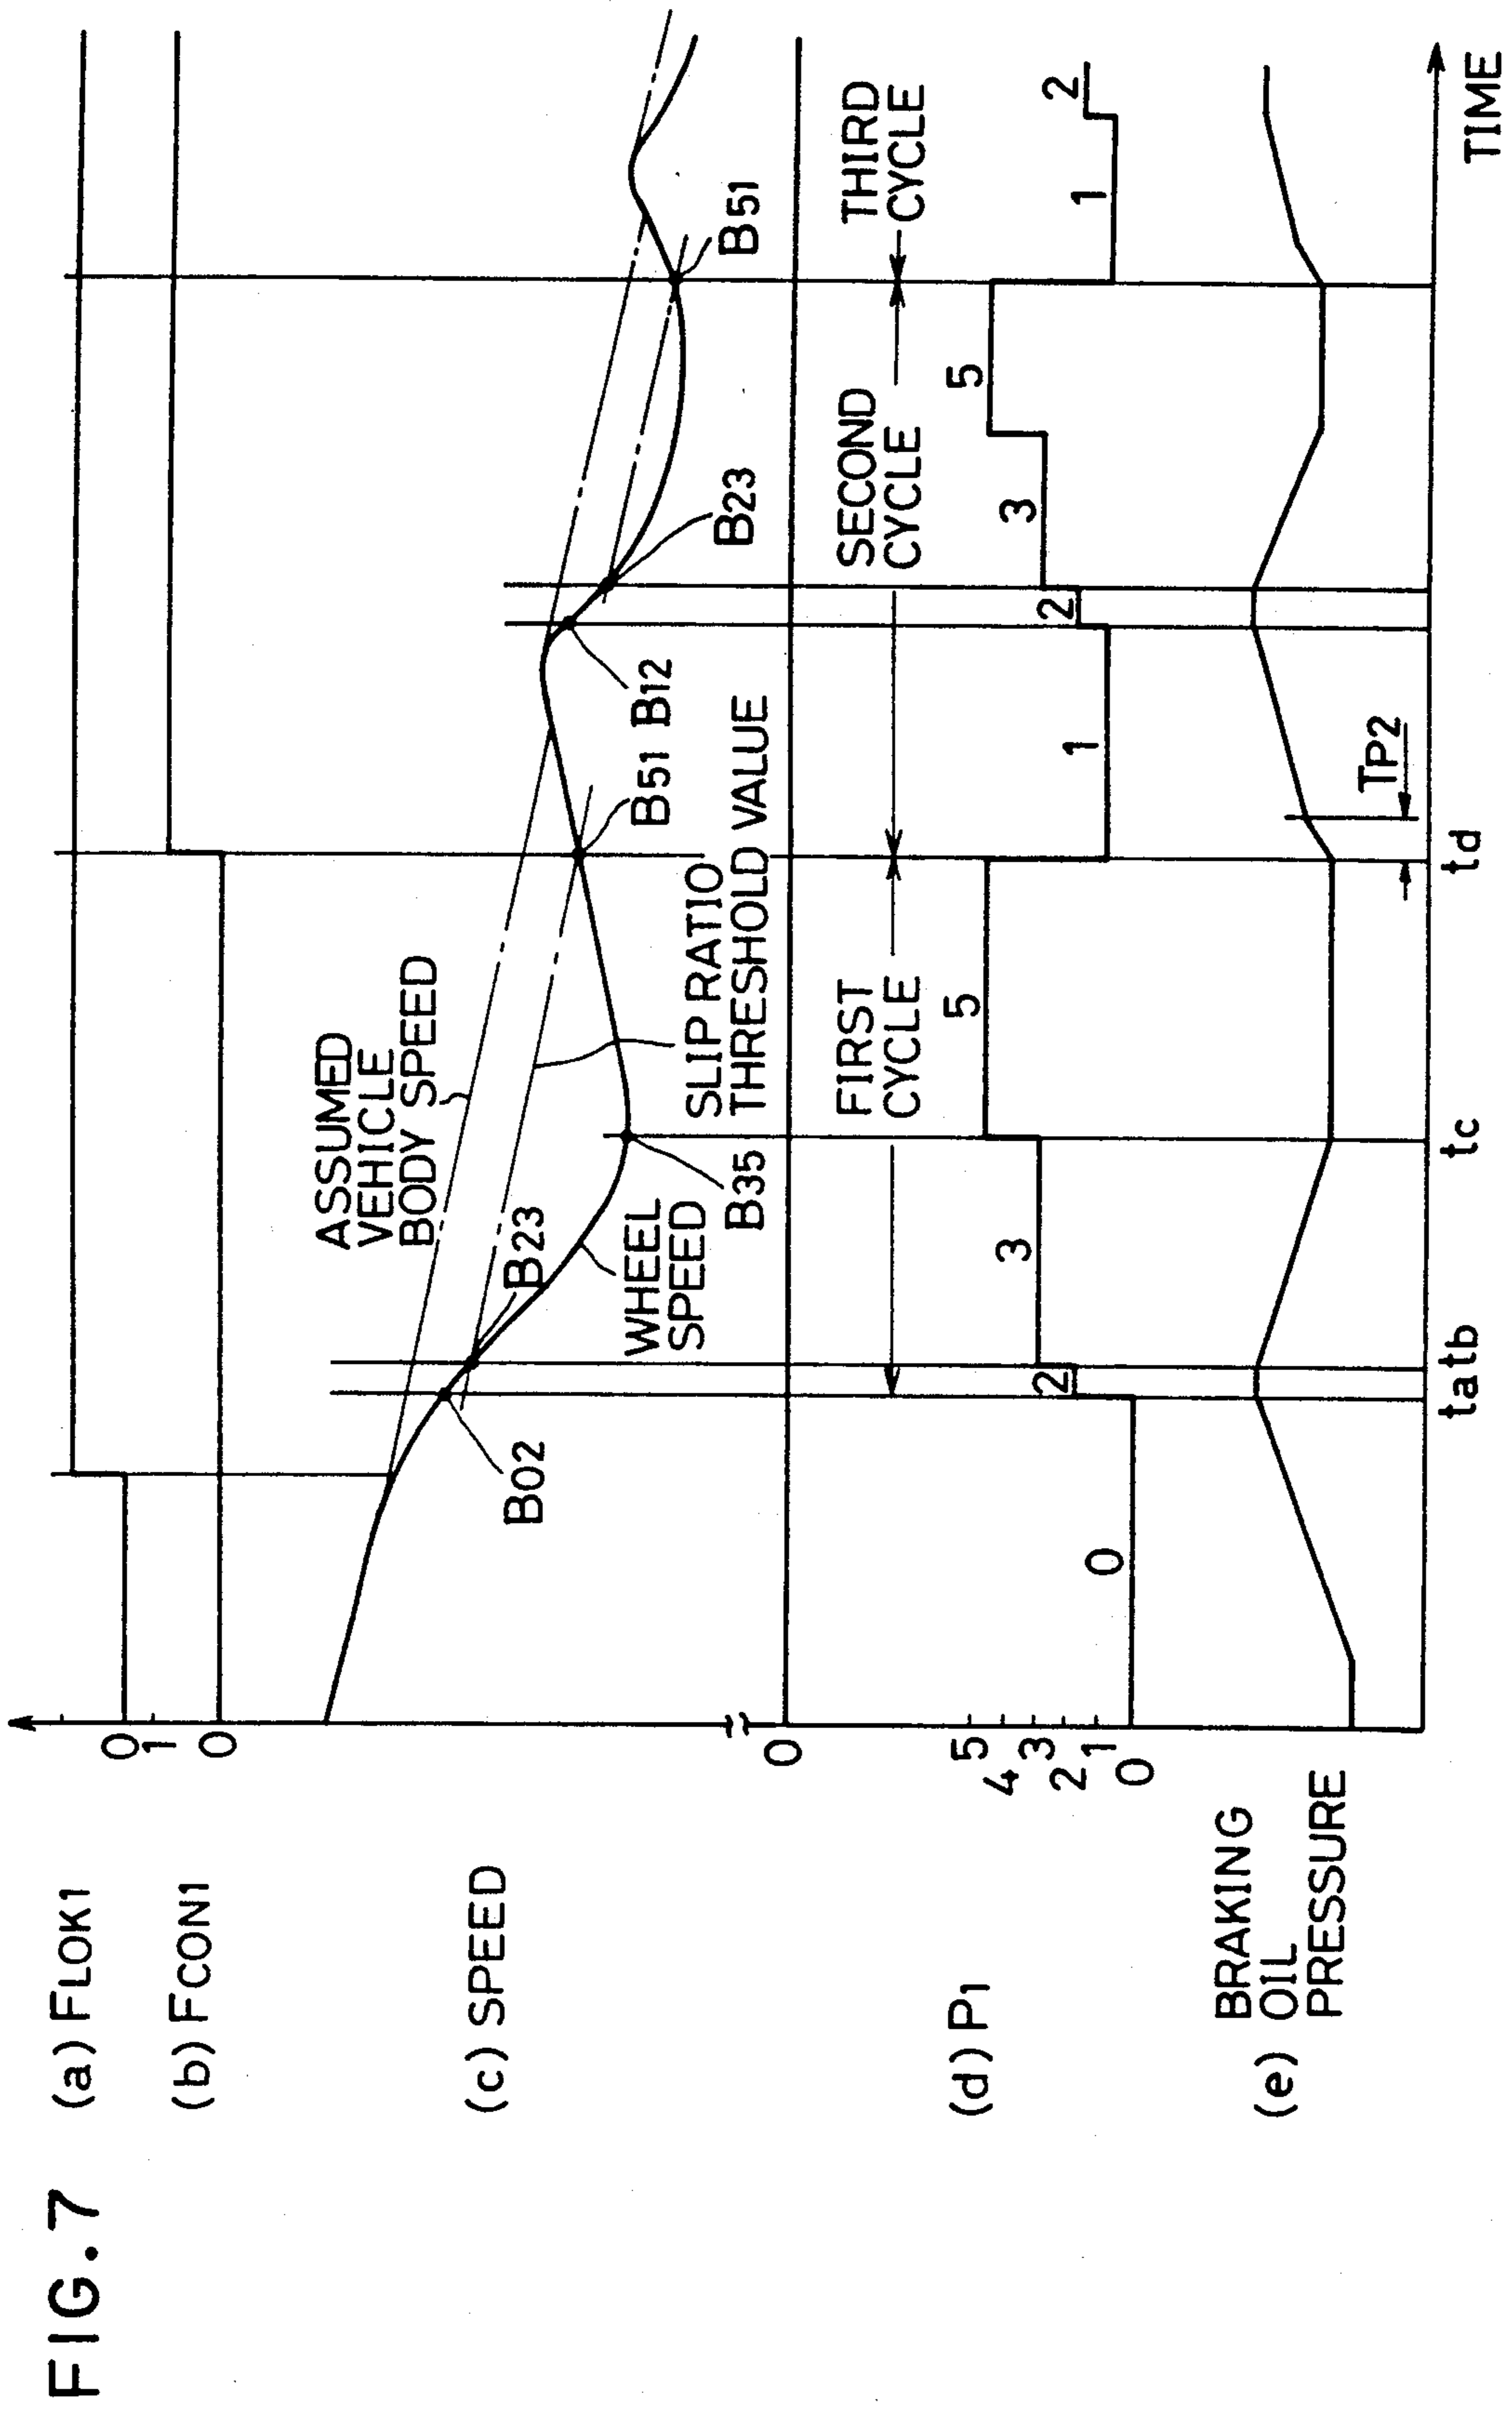 FIG. 7
(a) FLOK1
0
(b) FCON1
1
0
(c) SPEED
0
ASSUMED
VEHICLE
BODY SPEED
B02
B23
WHEEL
SPEED
B35
SLIP RATIO
THRESHOLD VALUE
B51
B12
B23
B51
FIRST
CYCLE
SECOND
CYCLE
THIRD
CYCLE
(d) P1
5
4
3
2
1
0
0
2
3
5
1
2
3
5
1
2
(e) BRAKING
OIL
PRESSURE
TP2
ta
tb
tc
td
TIME